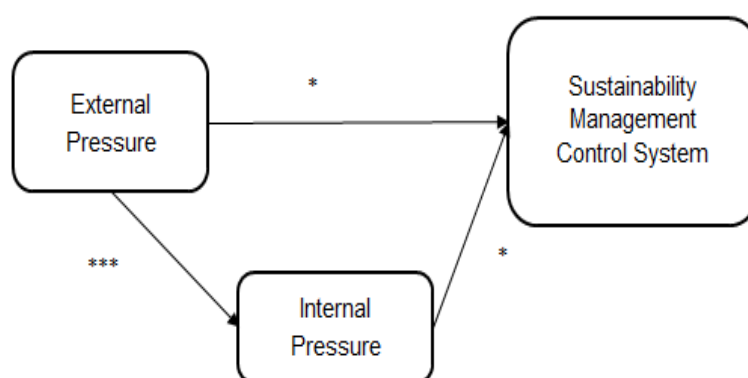 External
Pressure
*
Sustainability
Management
Control System
***
*
Internal
Pressure